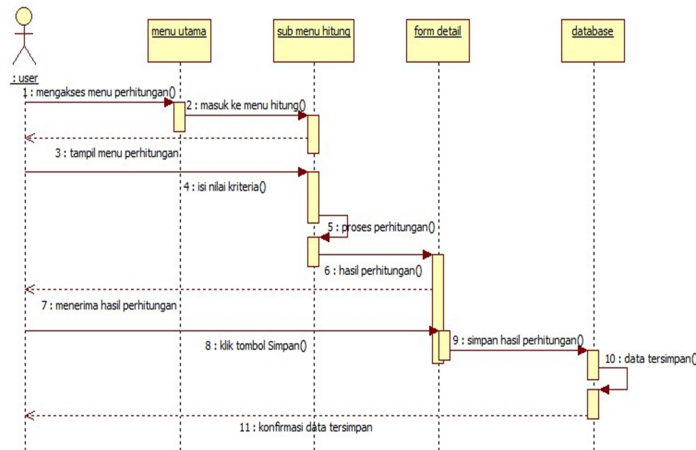 menu utama
sub menu hitung
form detail
database
: user
1 : mengakses menu perhitungan()
2 : masuk ke menu hitung()
3 : tampil menu perhitungan
4 : isi nilai kriteria()
5 : proses perhitungan()
6 : hasil perhitungan()
7 : menerima hasil perhitungan
8 : klik tombol Simpan()
9 : simpan hasil perhitungan()
10 : data tersimpan()
11 : konfirmasi data tersimpan